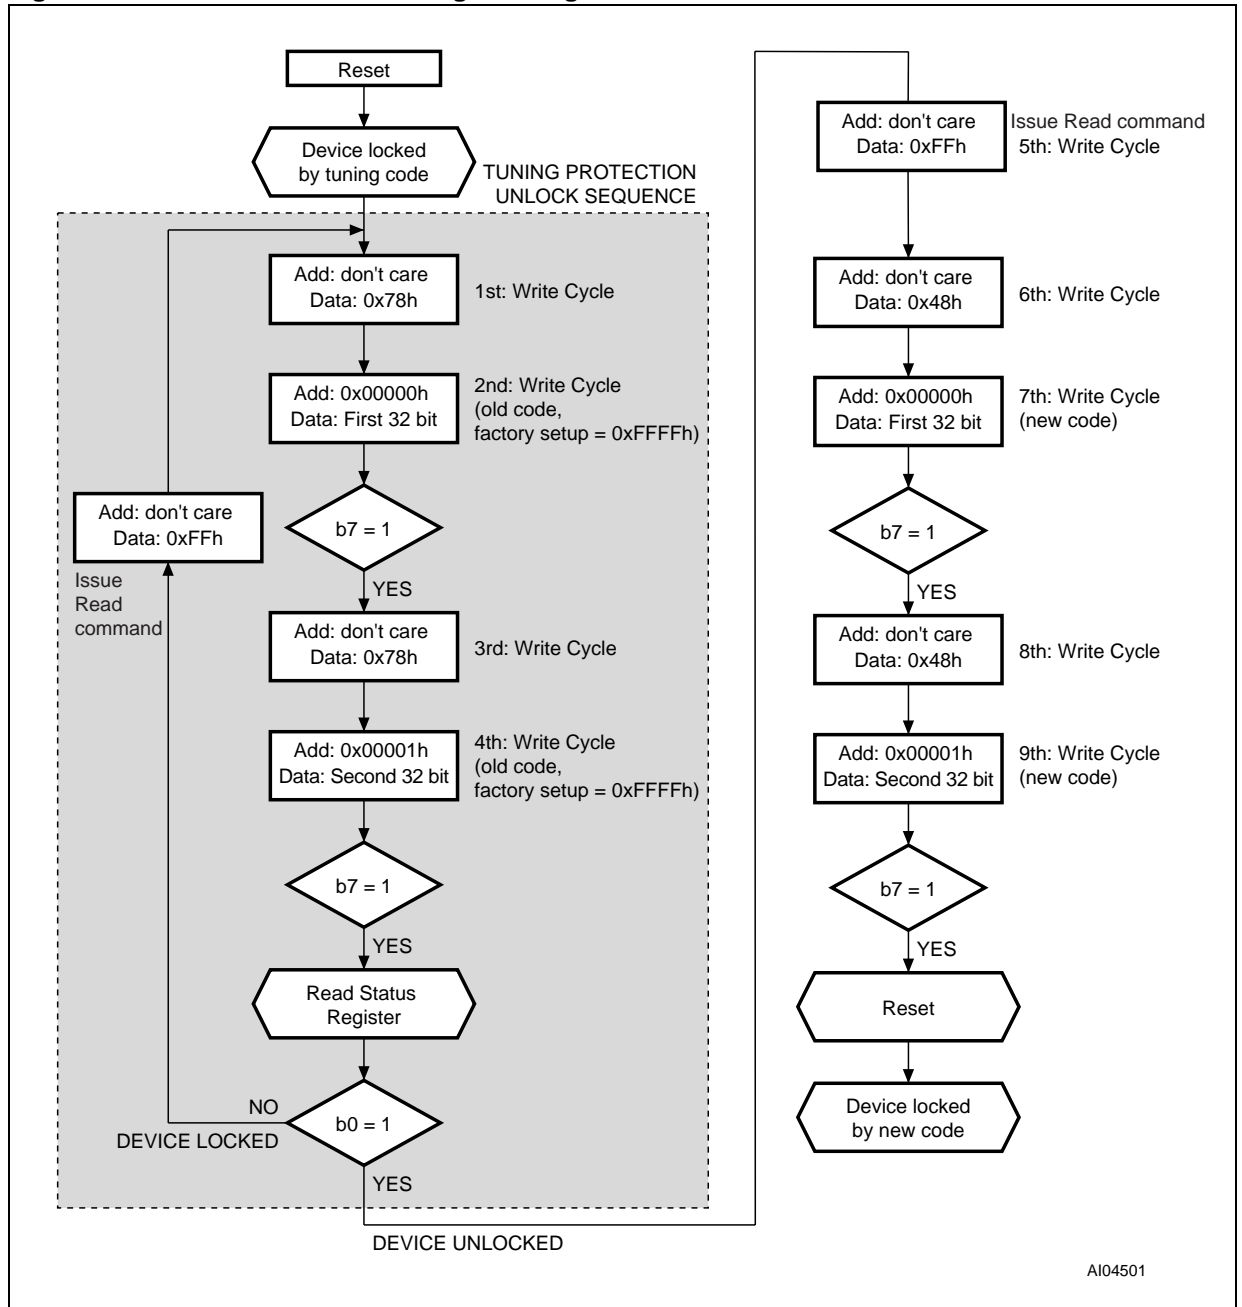 Reset
Device locked
by tuning code
TUNING PROTECTION
UNLOCK SEQUENCE
Add: don't care
Data: 0x78h
1st: Write Cycle
Add: 0x00000h
Data: First 32 bit
2nd: Write Cycle
(old code,
factory setup = 0xFFFFh)
Add: don't care
Data: 0xFFh
Issue
Read
command
b7 = 1
YES
Add: don't care
Data: 0x78h
3rd: Write Cycle
Add: 0x00001h
Data: Second 32 bit
4th: Write Cycle
(old code,
factory setup = 0xFFFFh)
b7 = 1
YES
Read Status
Register
NO
DEVICE LOCKED
b0 = 1
YES
DEVICE UNLOCKED
Add: don't care
Data: 0xFFh
Issue Read command
5th: Write Cycle
Add: don't care
Data: 0x48h
6th: Write Cycle
Add: 0x00000h
Data: First 32 bit
7th: Write Cycle
(new code)
b7 = 1
YES
Add: don't care
Data: 0x48h
8th: Write Cycle
Add: 0x00001h
Data: Second 32 bit
9th: Write Cycle
(new code)
b7 = 1
YES
Reset
Device locked
by new code
AI04501